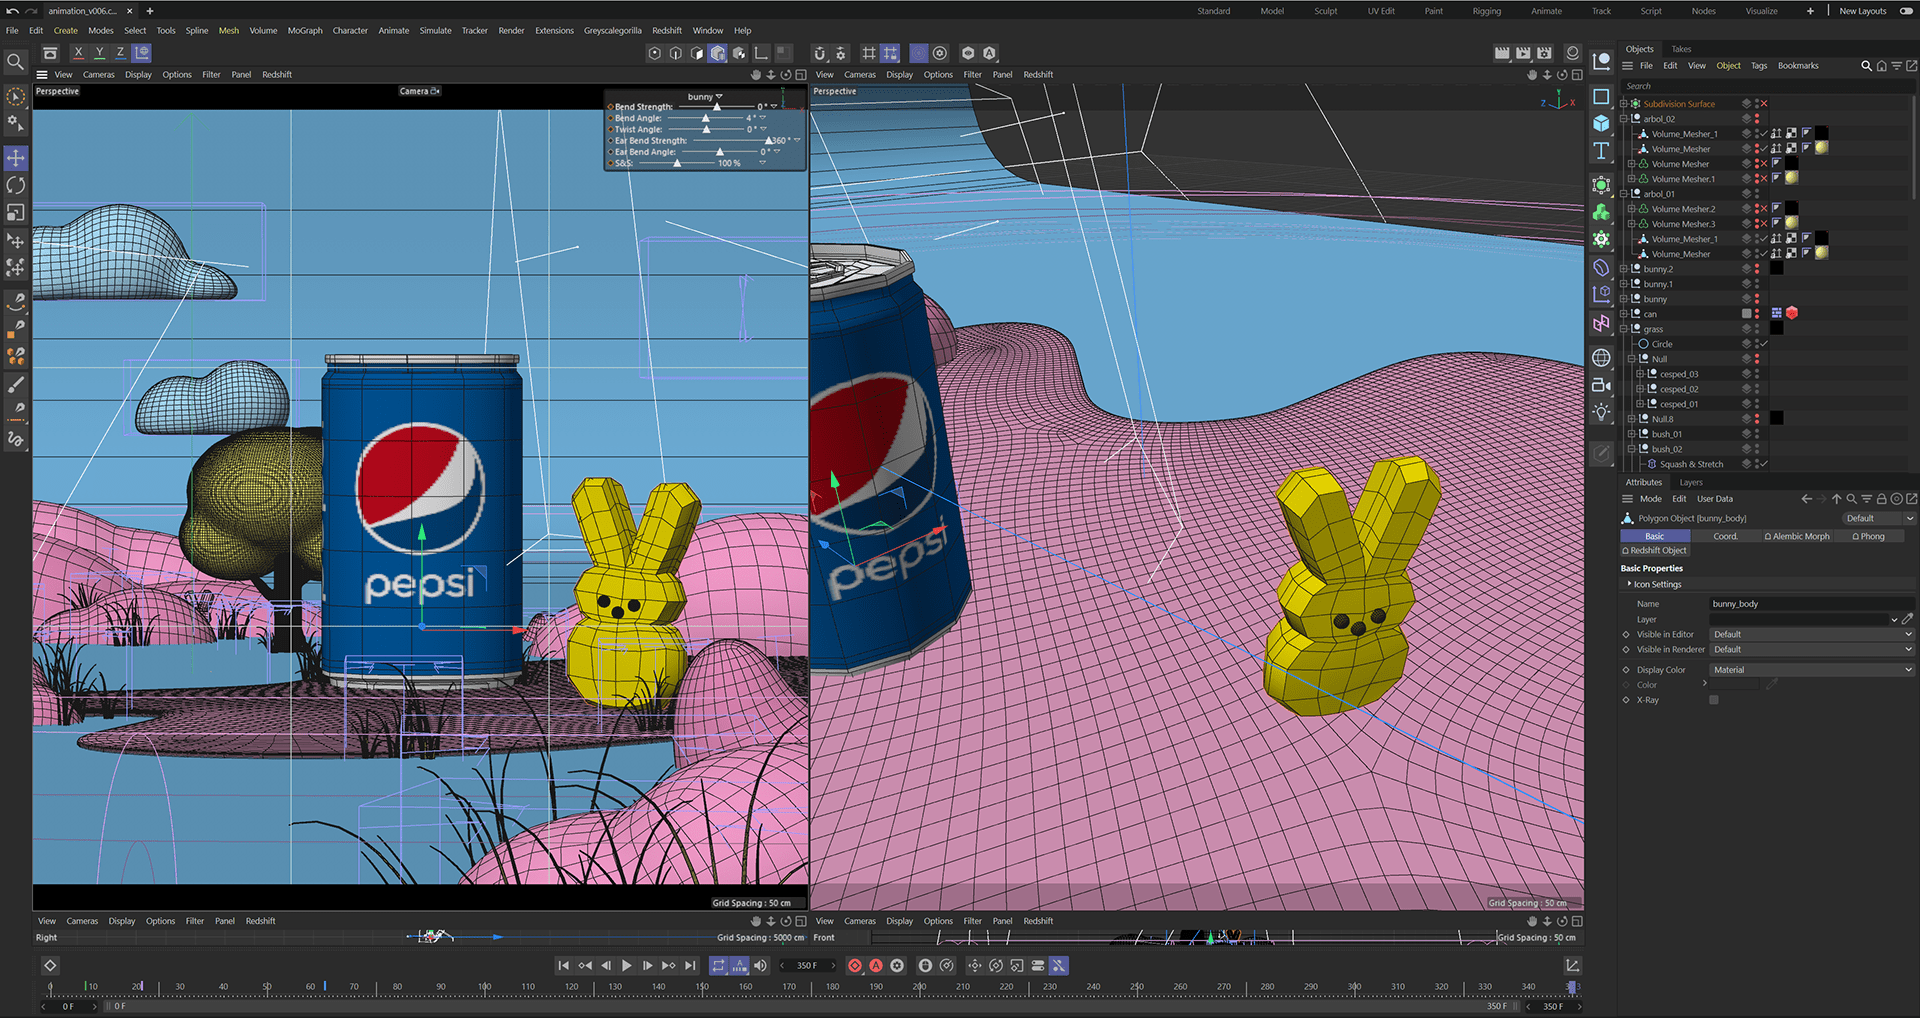 animation_v006.c... × +
Standard Model Sculpt UV Edit Paint Rigging Animate Track Script Nodes Visualize + New Layouts
File Edit Create Modes Select Tools Spline Mesh Volume MoGraph Character Animate Simulate Tracker Render Extensions Greyscalegorilla Redshift Window Help
X Y Z
View Cameras Display Options Filter Panel Redshift
Perspective
Camera
bunny
Bend Strength: 0 °
Bend Angle: 4 °
Twist Angle: 0 °
Ear Bend Strength: 360 °
Ear Bend Angle: 0 °
S&S: 100 %
pepsi
Grid Spacing : 50 cm
View Cameras Display Options Filter Panel Redshift
Perspective
Y
Z X
pepsi
Grid Spacing : 50 cm
View Cameras Display Options Filter Panel Redshift
Right
Grid Spacing : 5000 cm
View Cameras Display Options Filter Panel Redshift
Front
Grid Spacing : 50 cm
Objects Takes
File Edit View Object Tags Bookmarks
Search
Subdivision Surface
arbol_02
Volume_Mesher_1
Volume_Mesher
Volume Mesher
Volume Mesher.1
arbol_01
Volume Mesher.2
Volume Mesher.3
Volume_Mesher_1
Volume_Mesher
bunny.2
bunny.1
bunny
can
grass
Circle
Null
cesped_03
cesped_02
cesped_01
Null.8
bush_01
bush_02
Squash & Stretch
Attributes Layers
Mode Edit User Data
Polygon Object [bunny_body] Default
Basic Coord. Alembic Morph Phong
Redshift Object
Basic Properties
Icon Settings
Name bunny_body
Layer
Visible in Editor Default
Visible in Renderer Default
Display Color Material
Color
X-Ray
350 F
0 10 20 30 40 50 60 70 80 90 100 110 120 130 140 150 160 170 180 190 200 210 220 230 240 250 260 270 280 290 300 310 320 330 340
0 F 0 F 350 F 350 F